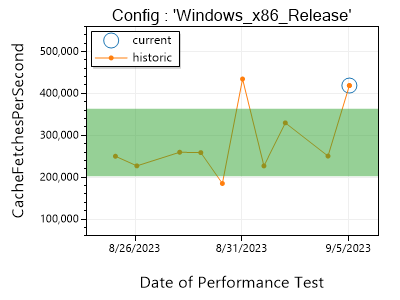 Config : 'Windows_x86_Release'
current
historic
CacheFetchesPerSecond
500,000
400,000
300,000
200,000
100,000
8/26/2023
8/31/2023
9/5/2023
Date of Performance Test